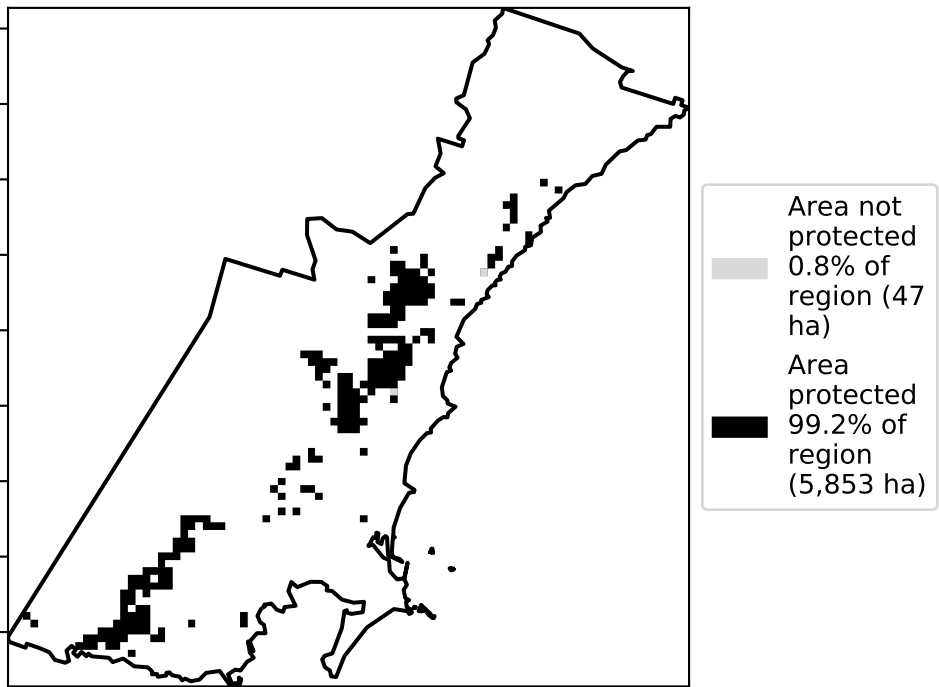 Area not
protected
0.8% of
region (47
ha)
Area
protected
99.2% of
region
(5,853 ha)